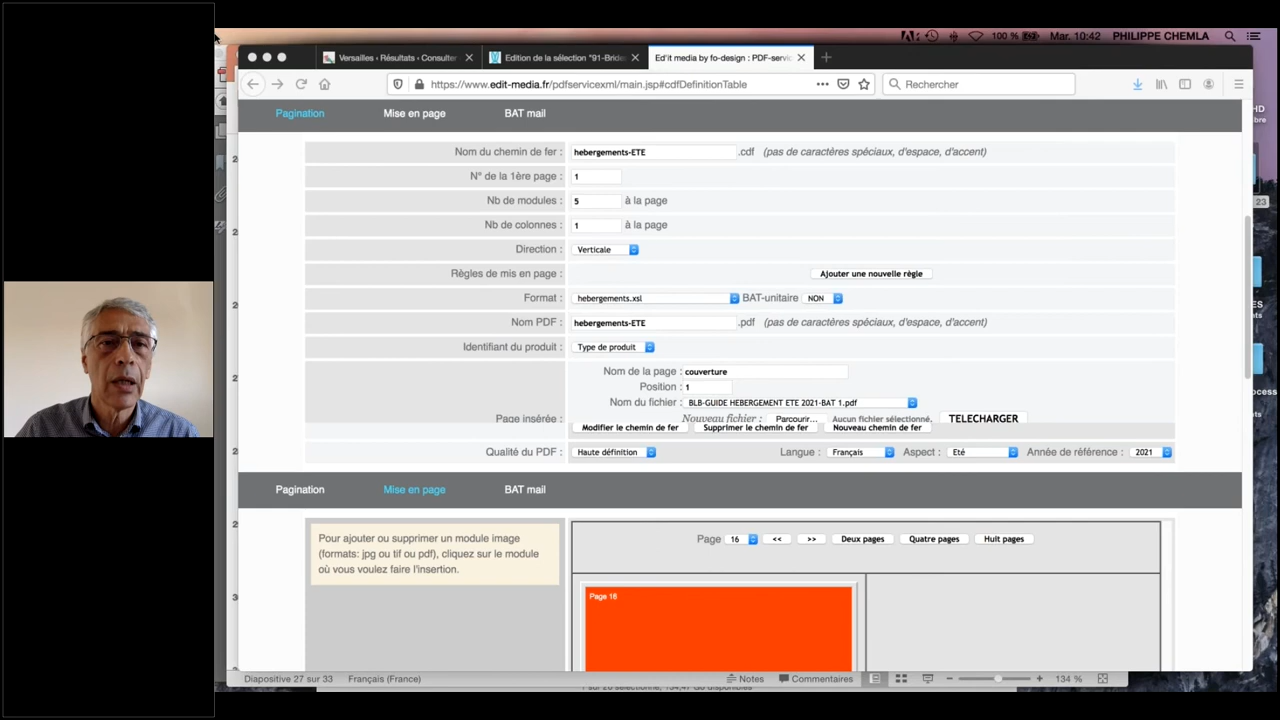 100 % Mar. 10:42 PHILIPPE CHEMLA
Versailles ‹ Résultats ‹ Consulter
Edition de la sélection "91-Bride
Ed'it media by fo-design : PDF-servi
https://www.edit-media.fr/pdfservicexml/main.jsp#cdfDefinitionTable
Rechercher
Pagination Mise en page BAT mail
Nom du chemin de fer : hebergements-ETE .cdf (pas de caractères spéciaux, d'espace, d'accent)
N° de la 1ère page : 1
Nb de modules : 5 à la page
Nb de colonnes : 1 à la page
Direction : Verticale
Règles de mis en page : Ajouter une nouvelle règle
Format : hebergements.xsl BAT-unitaire NON
Nom PDF : hebergements-ETE .pdf (pas de caractères spéciaux, d'espace, d'accent)
Identifiant du produit : Type de produit
Nom de la page : couverture
Position : 1
Nom du fichier : BLB-GUIDE HEBERGEMENT ETE 2021-BAT 1.pdf
Page insérée : Nouveau fichier : Parcourir... Aucun fichier sélectionné. TELECHARGER
Modifier le chemin de fer Supprimer le chemin de fer Nouveau chemin de fer
Qualité du PDF : Haute définition Langue : Français Aspect : Eté Année de référence : 2021
Pagination Mise en page BAT mail
Pour ajouter ou supprimer un module image
(formats: jpg ou tif ou pdf), cliquez sur le module
où vous voulez faire l'insertion.
Page 16 << >> Deux pages Quatre pages Huit pages
Page 16
Diapositive 27 sur 33 Français (France) Notes Commentaires 134 %
HD
23